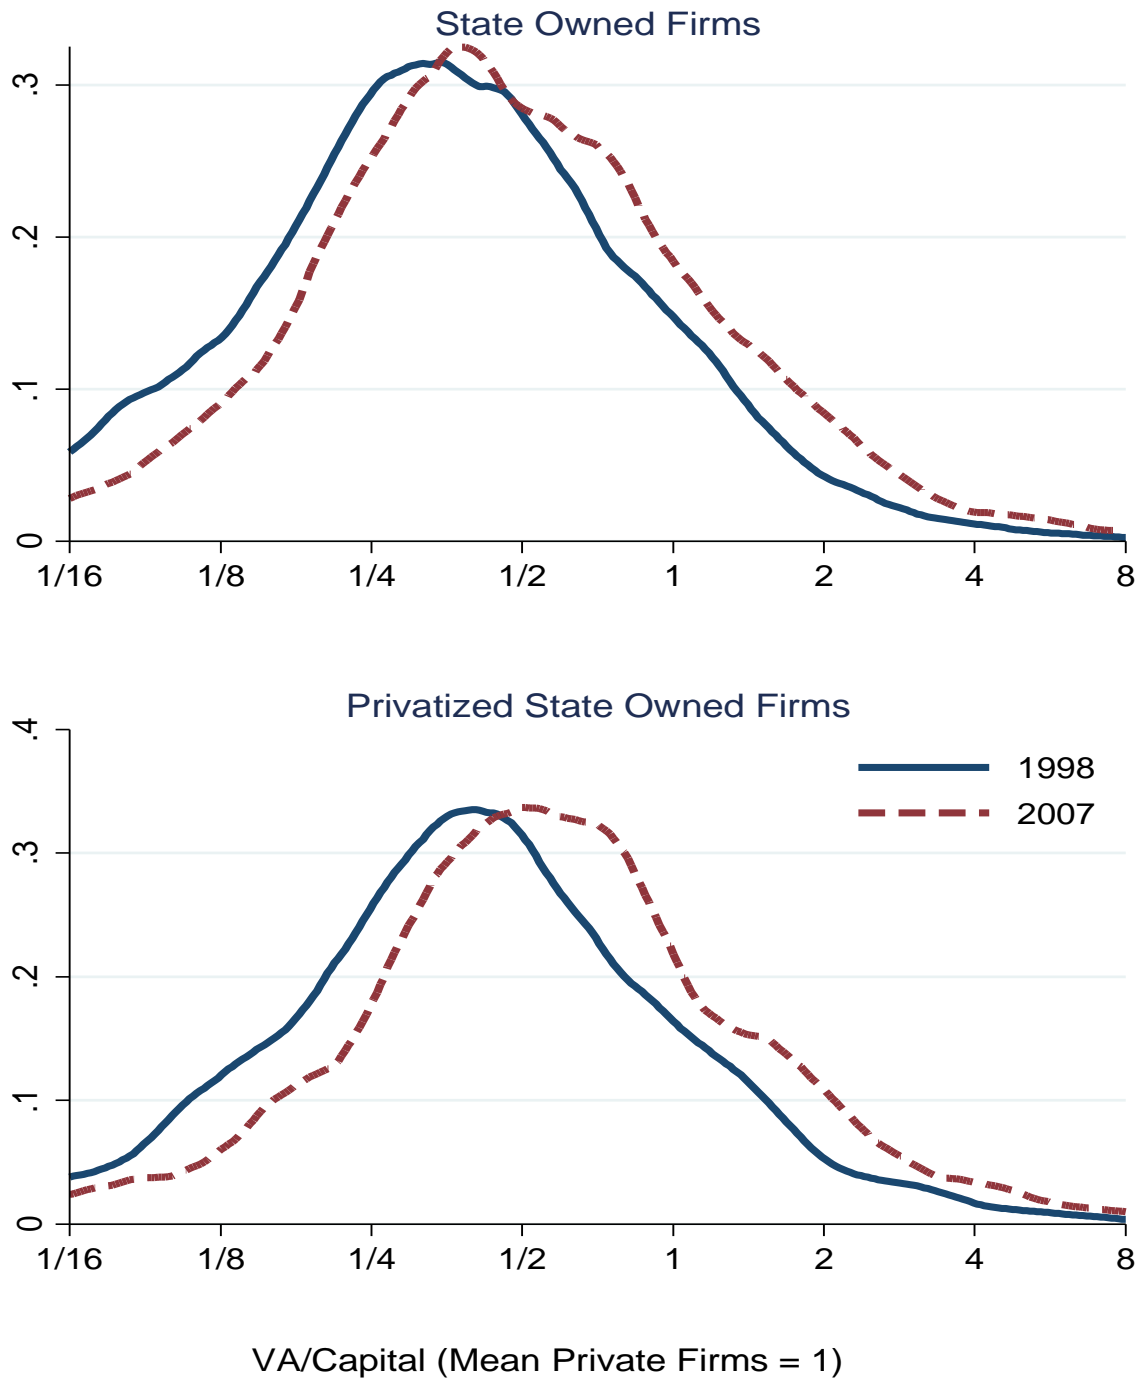 State Owned Firms
.3
.2
.1
0
1/16 1/8 1/4 1/2 1 2 4 8
Privatized State Owned Firms
.4
1998
2007
.3
.2
.1
0
1/16 1/8 1/4 1/2 1 2 4 8
VA/Capital (Mean Private Firms = 1)